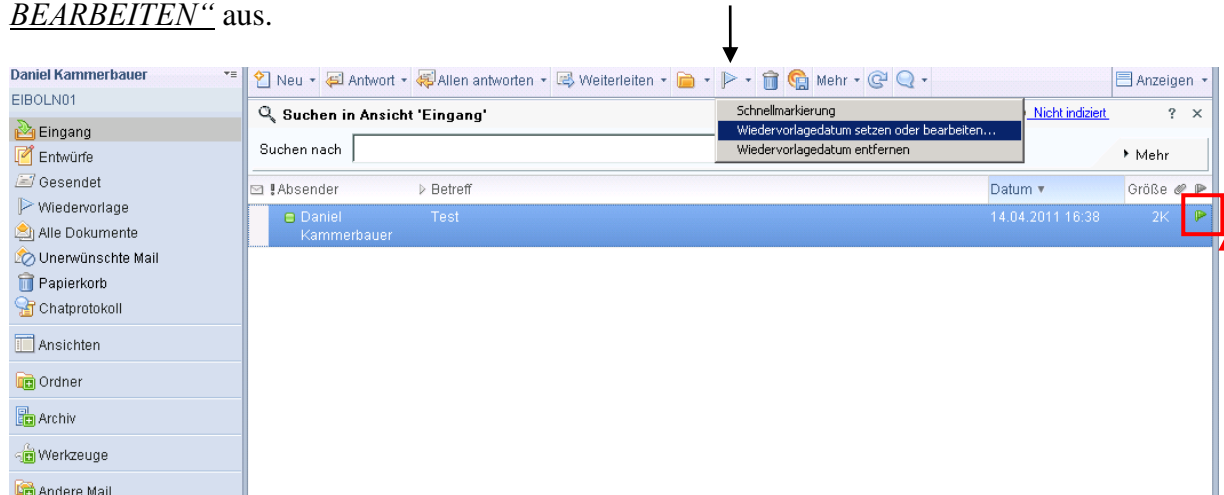 BEARBEITEN“ aus.
Daniel Kammerbauer
EIBOLN01
Eingang
Entwürfe
Gesendet
Wiedervorlage
Alle Dokumente
Unerwünschte Mail
Papierkorb
Chatprotokoll
Ansichten
Ordner
Archiv
Werkzeuge
Andere Mail
Neu Antwort Allen antworten Weiterleiten Mehr Anzeigen
Suchen in Ansicht 'Eingang' Nicht indiziert ? ×
Schnellmarkierung
Wiedervorlagedatum setzen oder bearbeiten...
Wiedervorlagedatum entfernen
Suchen nach Mehr
! Absender Betreff Datum Größe
Daniel Test 14.04.2011 16:38 2K
Kammerbauer